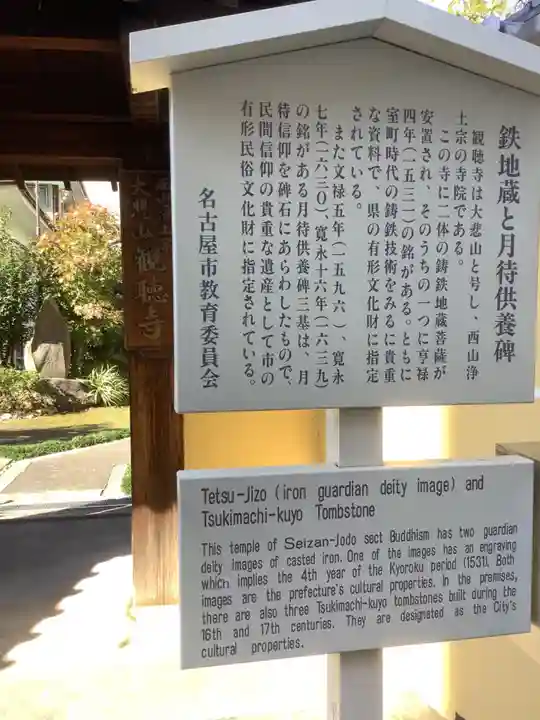 鉄地蔵と月待供養碑
観聴寺は大悲山と号し、西山浄
土宗の寺院である。
この寺に二体の鋳鉄地蔵菩薩が
安置され、そのうちの一つに亨禄
四年（一五三一）の銘がある。ともに
室町時代の鋳鉄技術をみるに貴重
な資料で、県の有形文化財に指定
されている。
また文禄五年（一五九六）、寛永
七年（一六三〇）、寛永十六年（一六三九）
の銘がある月待供養碑三基は、月
待信仰を碑石にあらわしたもので、
民間信仰の貴重な遺産として市の
有形民俗文化財に指定されている。
名古屋市教育委員会
大悲山観聴寺
Tetsu-Jizo (iron guardian deity image) and
Tsukimachi-kuyo Tombstone
This temple of Seizan-Jodo sect Buddhism has two guardian
deity images of casted iron. One of the images has an engraving
which implies the 4th year of the Kyoroku period (1531). Both
images are the prefecture's cultural properties. In the premises,
there are also three Tsukimachi-kuyo tombstones built during the
16th and 17th centuries. They are designated as the City's
cultural properties.